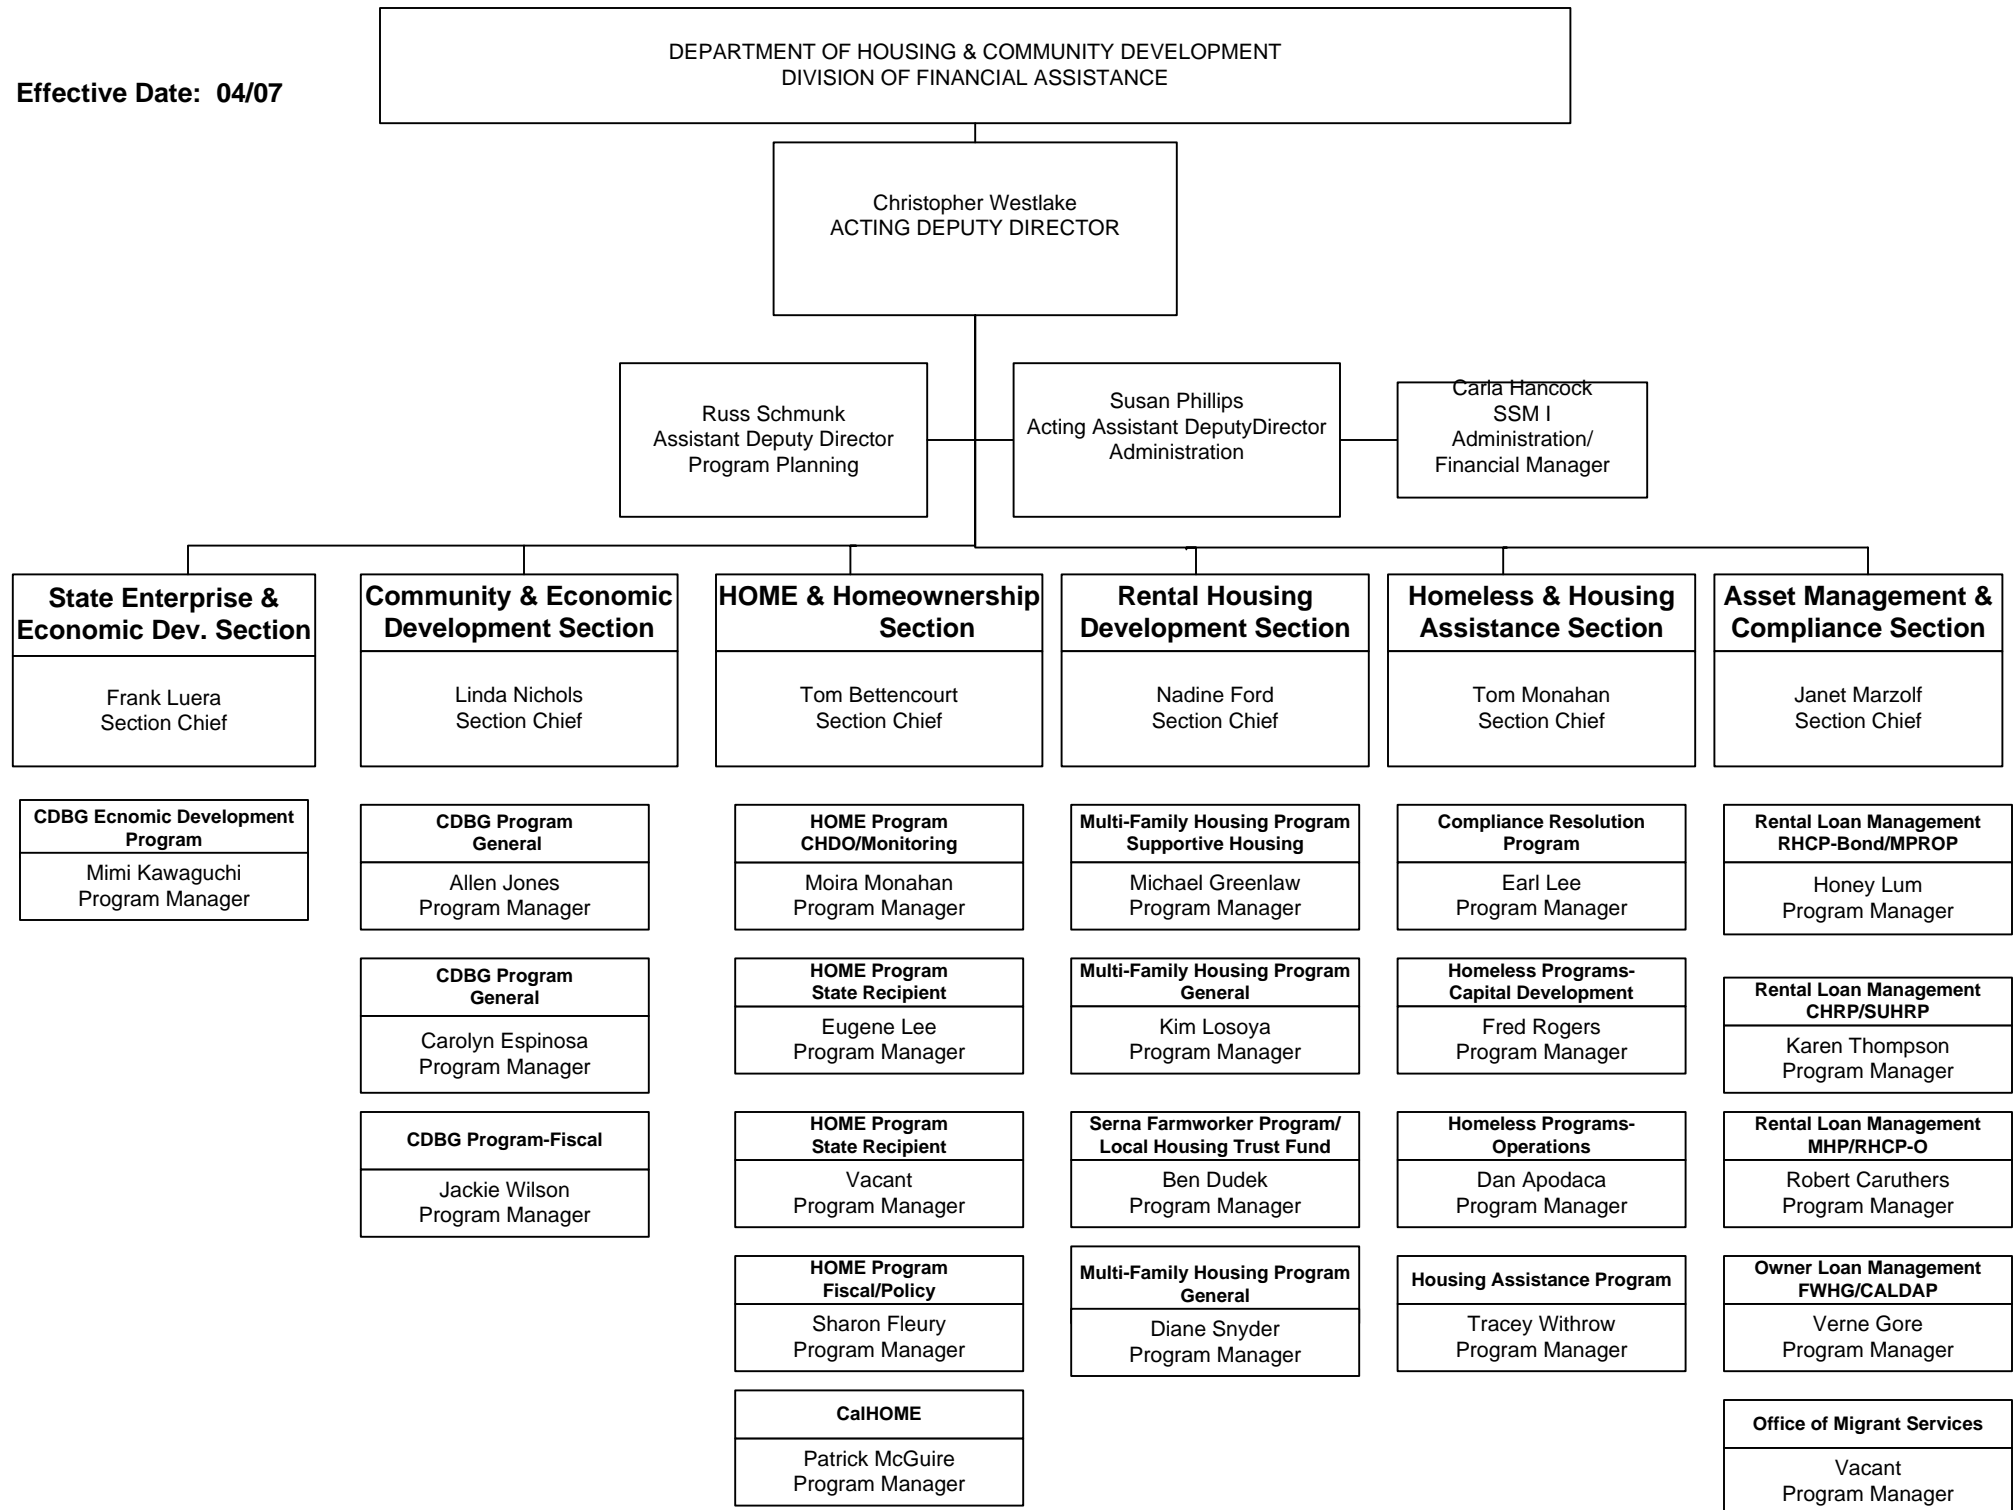 DEPARTMENT OF HOUSING & COMMUNITY DEVELOPMENT
DIVISION OF FINANCIAL ASSISTANCE
Effective Date: 04/07
Christopher Westlake
ACTING DEPUTY DIRECTOR
Russ Schmunk
Assistant Deputy Director
Program Planning
Susan Phillips
Acting Assistant DeputyDirector
Administration
Carla Hancock
SSM I
Administration/
Financial Manager
State Enterprise &
Economic Dev. Section
Frank Luera
Section Chief
CDBG Ecnomic Development
Program
Mimi Kawaguchi
Program Manager
Community & Economic
Development Section
Linda Nichols
Section Chief
CDBG Program
General
Allen Jones
Program Manager
CDBG Program
General
Carolyn Espinosa
Program Manager
CDBG Program-Fiscal
Jackie Wilson
Program Manager
HOME & Homeownership
Section
Tom Bettencourt
Section Chief
HOME Program
CHDO/Monitoring
Moira Monahan
Program Manager
HOME Program
State Recipient
Eugene Lee
Program Manager
HOME Program
State Recipient
Vacant
Program Manager
HOME Program
Fiscal/Policy
Sharon Fleury
Program Manager
CalHOME
Patrick McGuire
Program Manager
Rental Housing
Development Section
Nadine Ford
Section Chief
Multi-Family Housing Program
Supportive Housing
Michael Greenlaw
Program Manager
Multi-Family Housing Program
General
Kim Losoya
Program Manager
Serna Farmworker Program/
Local Housing Trust Fund
Ben Dudek
Program Manager
Multi-Family Housing Program
General
Diane Snyder
Program Manager
Homeless & Housing
Assistance Section
Tom Monahan
Section Chief
Compliance Resolution
Program
Earl Lee
Program Manager
Homeless Programs-
Capital Development
Fred Rogers
Program Manager
Homeless Programs-
Operations
Dan Apodaca
Program Manager
Housing Assistance Program
Tracey Withrow
Program Manager
Asset Management &
Compliance Section
Janet Marzolf
Section Chief
Rental Loan Management
RHCP-Bond/MPROP
Honey Lum
Program Manager
Rental Loan Management
CHRP/SUHRP
Karen Thompson
Program Manager
Rental Loan Management
MHP/RHCP-O
Robert Caruthers
Program Manager
Owner Loan Management
FWHG/CALDAP
Verne Gore
Program Manager
Office of Migrant Services
Vacant
Program Manager